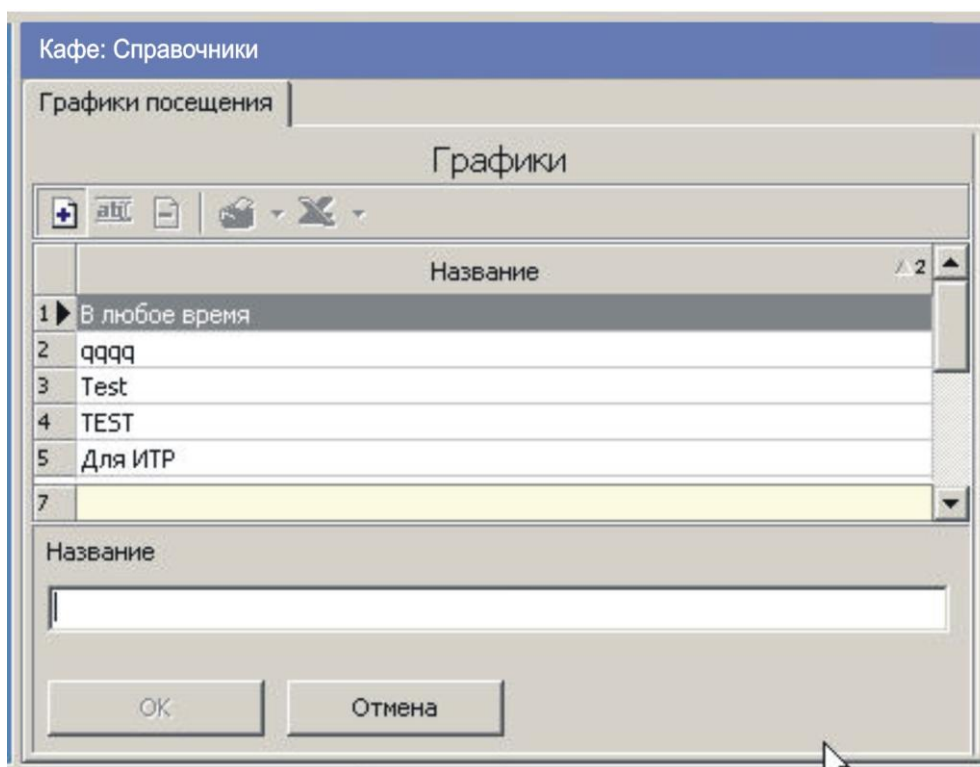 Кафе: Справочники
Графики посещения
Графики
Название 2
1 В любое время
2 qqqq
3 Test
4 TEST
5 Для ИТР
7
Название
OK Отмена